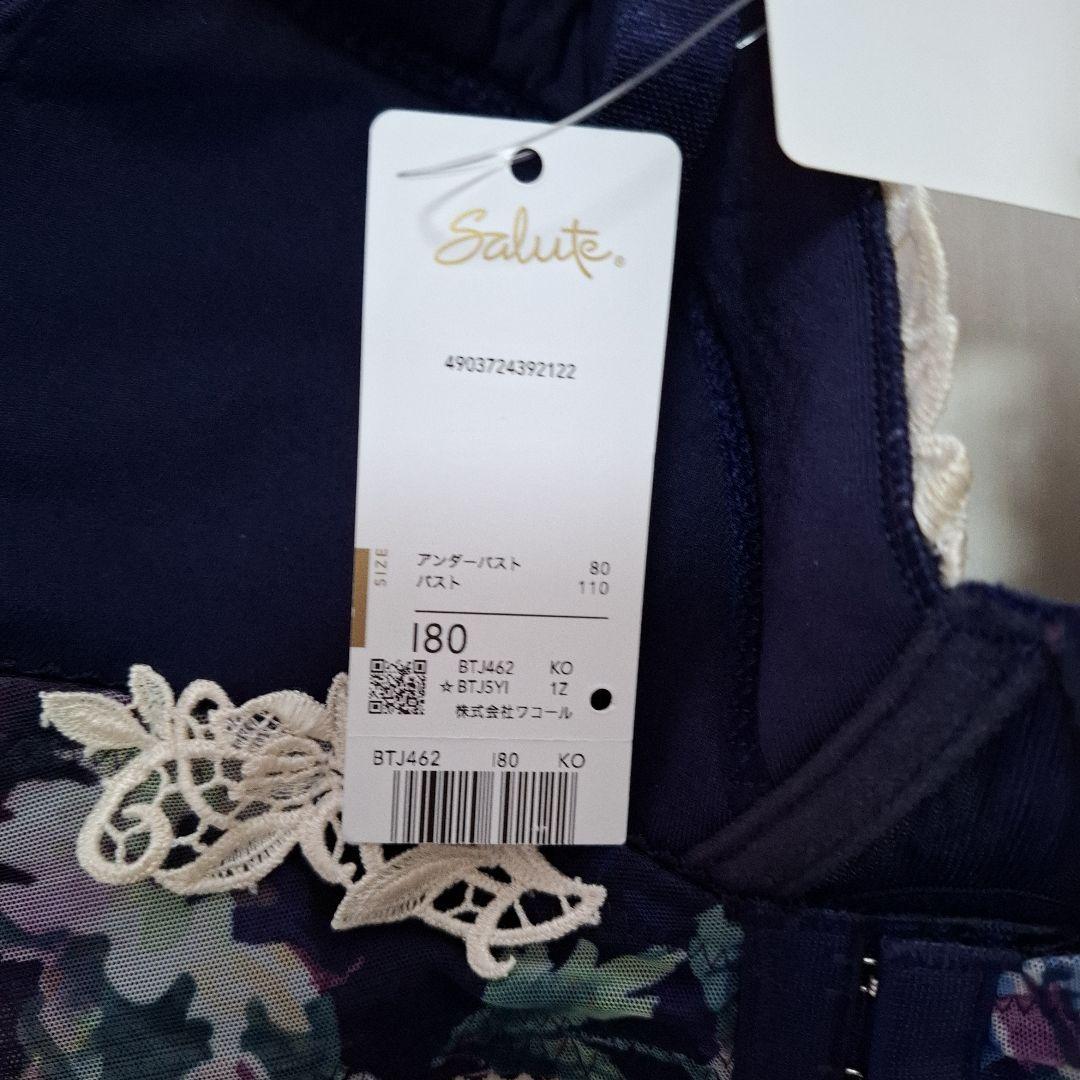 Salute®
4903724392122
SIZE
アンダーバスト 80
バスト 110
I80
BTJ462 KO
☆BTJ5YI 1Z
株式会社ワコール
BTJ462 I80 KO